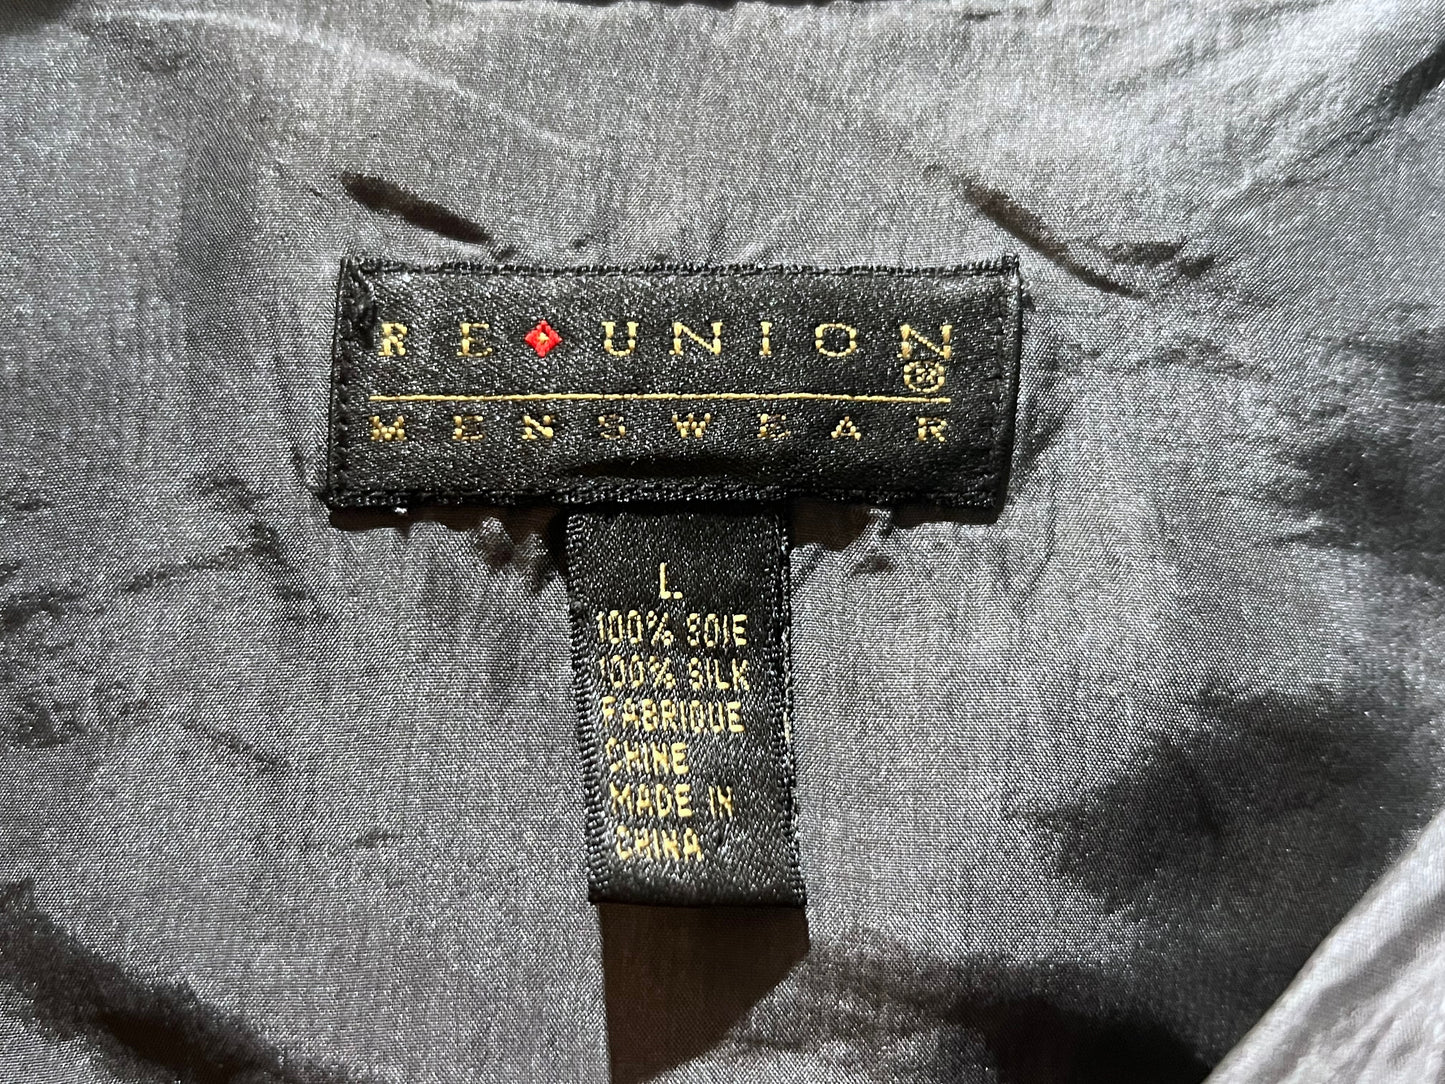 RE UNION ®
MENSWEAR
L.
100% SOIE
100% SILK
FABRIQUE
CHINE
MADE IN
CHINA